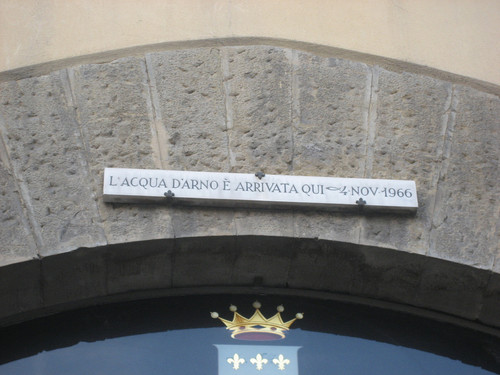 L'ACQUA D'ARNO È ARRIVATA QUI ~ 4 NOV·1966